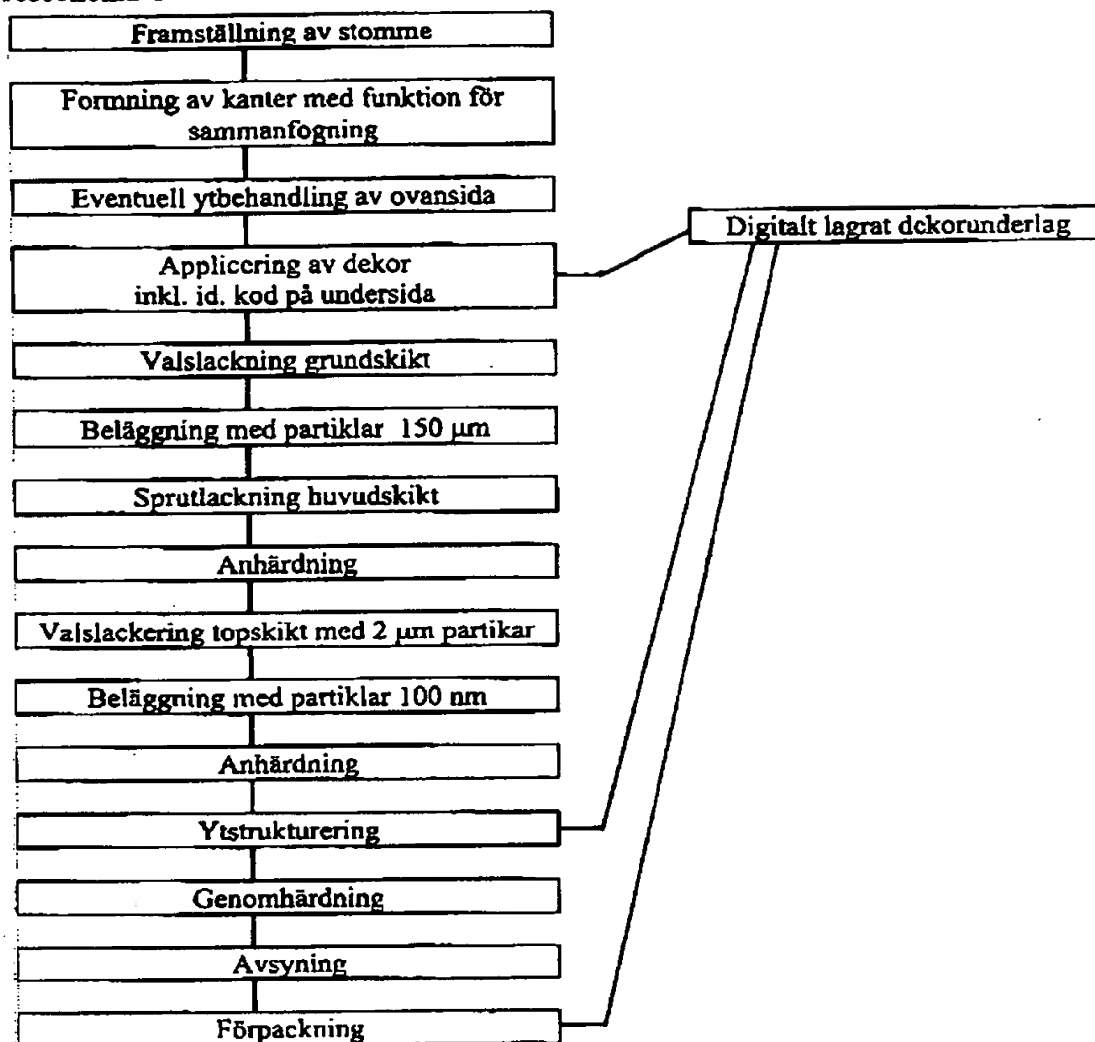 Framställning av stomme
Formning av kanter med funktion för
sammanfogning
Eventuell ytbehandling av ovansida
Digitalt lagrat dekorunderlag
Applicering av dekor
inkl. id. kod på undersida
Valslackning grundskikt
Beläggning med partiklar 150 µm
Sprutlackning huvudskikt
Anhärdning
Valslackering topskikt med 2 µm partikar
Beläggning med partiklar 100 nm
Anhärdning
Ytstrukturering
Genomhärdning
Avsyning
Förpackning